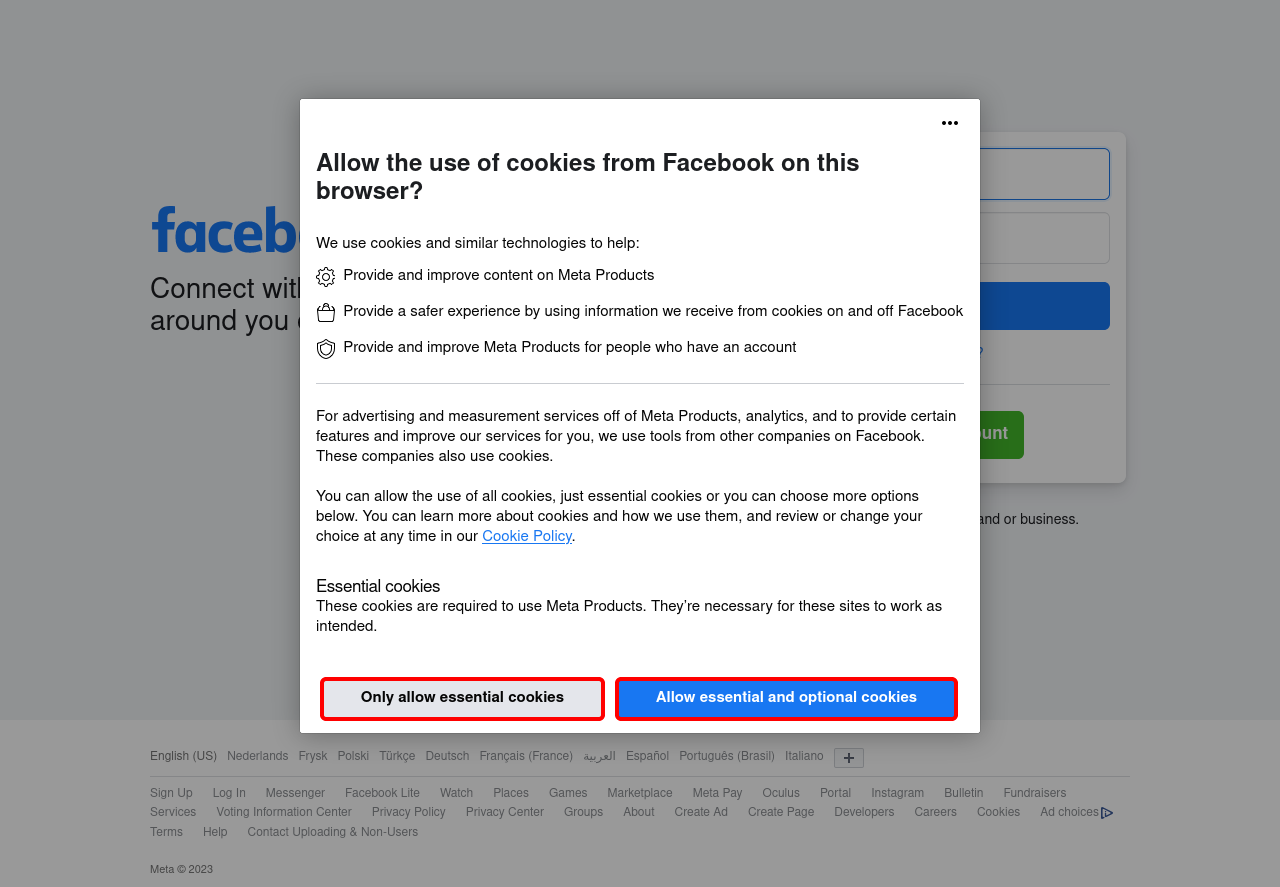 Allow the use of cookies from Facebook on this
browser?
We use cookies and similar technologies to help:
Provide and improve content on Meta Products
Provide a safer experience by using information we receive from cookies on and off Facebook
Provide and improve Meta Products for people who have an account
For advertising and measurement services off of Meta Products, analytics, and to provide certain
features and improve our services for you, we use tools from other companies on Facebook.
These companies also use cookies.
You can allow the use of all cookies, just essential cookies or you can choose more options
below. You can learn more about cookies and how we use them, and review or change your
choice at any time in our Cookie Policy.
Essential cookies
These cookies are required to use Meta Products. They’re necessary for these sites to work as
intended.
Only allow essential cookies
Allow essential and optional cookies
faceb
Connect with
around you
?
unt
and or business.
English (US) Nederlands Frysk Polski Türkçe Deutsch Français (France) العربية Español Português (Brasil) Italiano
Sign Up Log In Messenger Facebook Lite Watch Places Games Marketplace Meta Pay Oculus Portal Instagram Bulletin Fundraisers
Services Voting Information Center Privacy Policy Privacy Center Groups About Create Ad Create Page Developers Careers Cookies Ad choices
Terms Help Contact Uploading & Non-Users
Meta © 2023